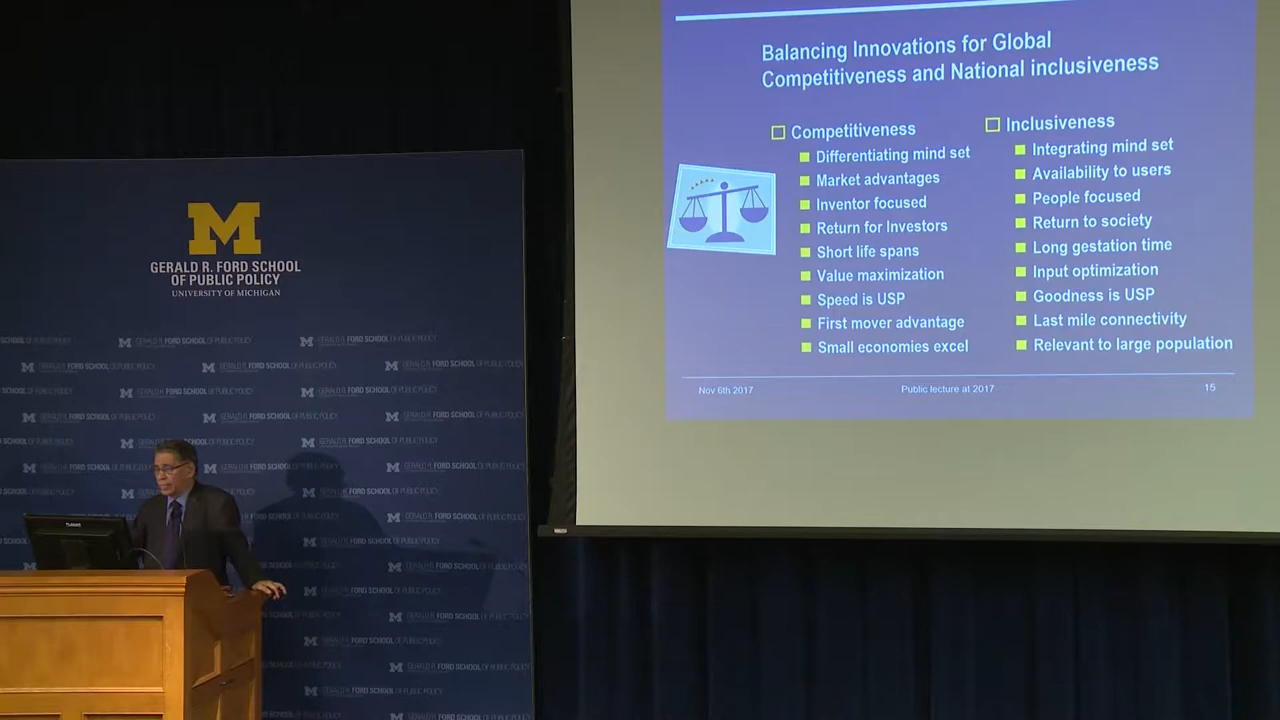 Balancing Innovations for Global
Competitiveness and National inclusiveness
Competitiveness
Differentiating mind set
Market advantages
Inventor focused
Return for Investors
Short life spans
Value maximization
Speed is USP
First mover advantage
Small economies excel
Inclusiveness
Integrating mind set
Availability to users
People focused
Return to society
Long gestation time
Input optimization
Goodness is USP
Last mile connectivity
Relevant to large population
Nov 6th 2017
Public lecture at 2017
15
M
GERALD R. FORD SCHOOL
OF PUBLIC POLICY
UNIVERSITY OF MICHIGAN